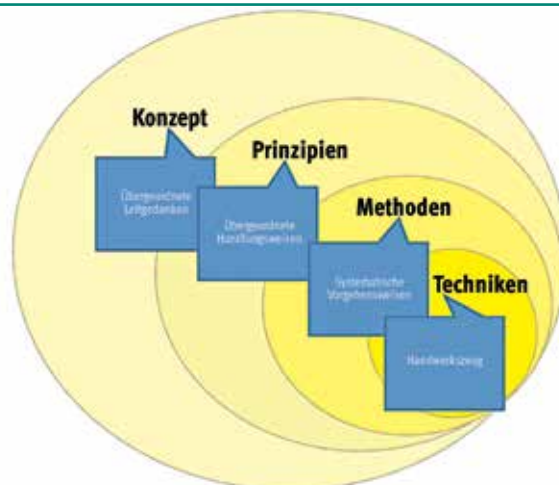 Konzept
Übergeordnete
Leitgedanken
Prinzipien
Übergeordnete
Handlungsweisen
Methoden
Systematische
Vorgehensweisen
Techniken
Handwerkszeug